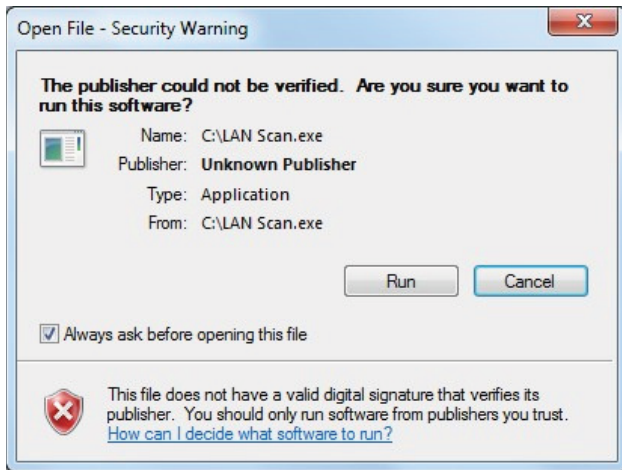 Open File - Security Warning
The publisher could not be verified.  Are you sure you want to
run this software?
Name: C:\LAN Scan.exe
Publisher: Unknown Publisher
Type: Application
From: C:\LAN Scan.exe
Run Cancel
Always ask before opening this file
This file does not have a valid digital signature that verifies its
publisher.  You should only run software from publishers you trust.
How can I decide what software to run?